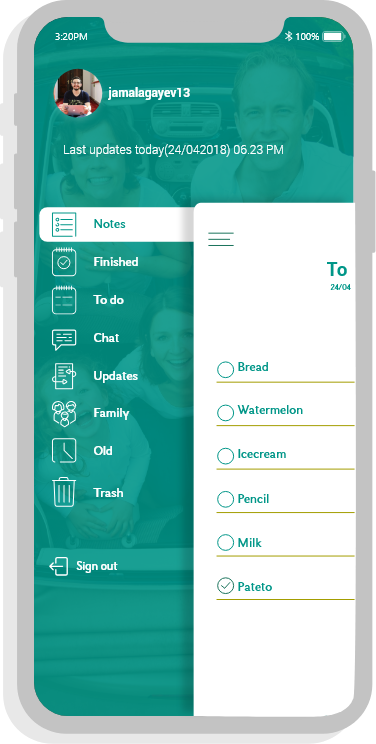 3:20PM 100%
jamalagayev13
Last updates today(24/042018) 06.23 PM
Notes
Finished
To do
Chat
Updates
Family
Old
Trash
Sign out
To
24/04
Bread
Watermelon
Icecream
Pencil
Milk
Pateto